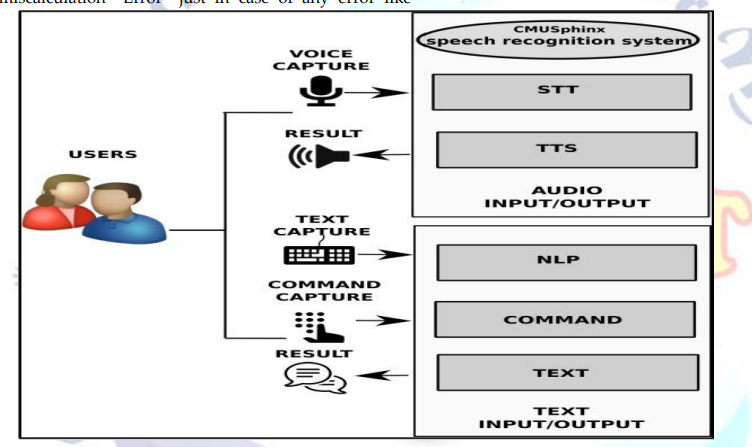 miscalculation "Error" just in case of any error like
CMUSphinx
speech recognition system
VOICE
CAPTURE
STT
RESULT
TTS
USERS
AUDIO
INPUT/OUTPUT
TEXT
CAPTURE
NLP
COMMAND
CAPTURE
COMMAND
RESULT
TEXT
TEXT
INPUT/OUTPUT